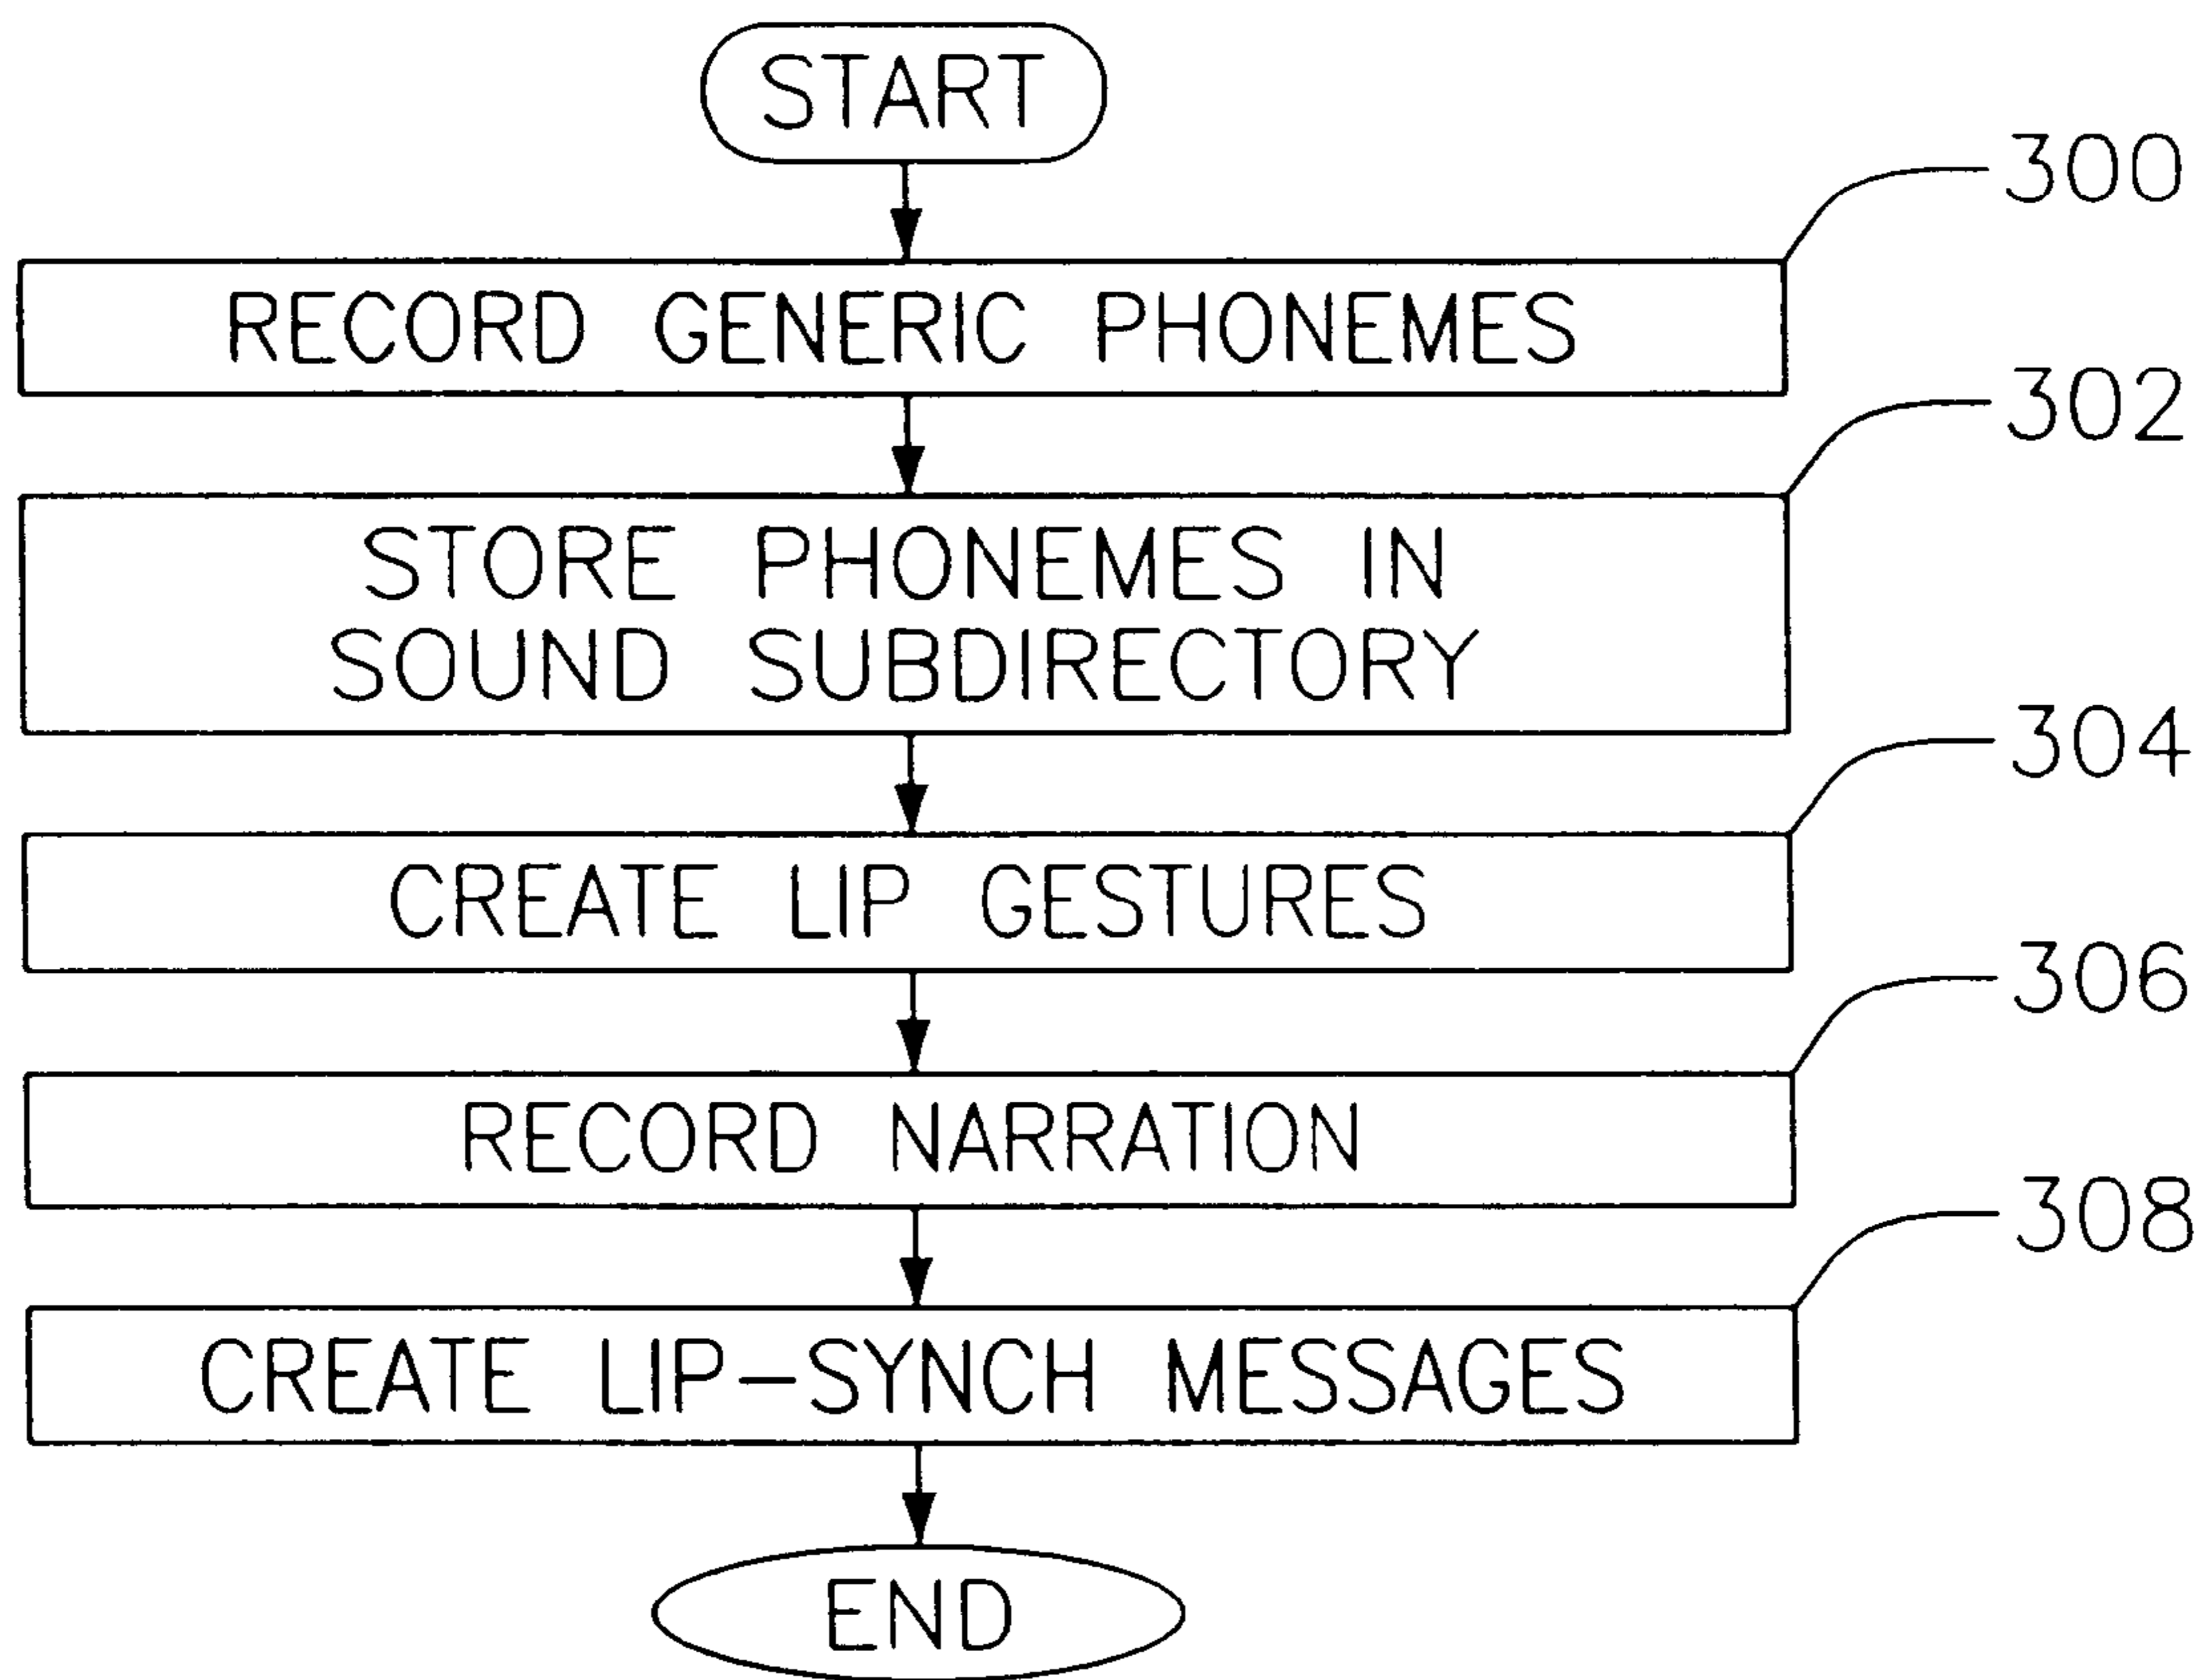 START
300
RECORD GENERIC PHONEMES
302
STORE PHONEMES IN
SOUND SUBDIRECTORY
304
CREATE LIP GESTURES
306
RECORD NARRATION
308
CREATE LIP-SYNCH MESSAGES
END